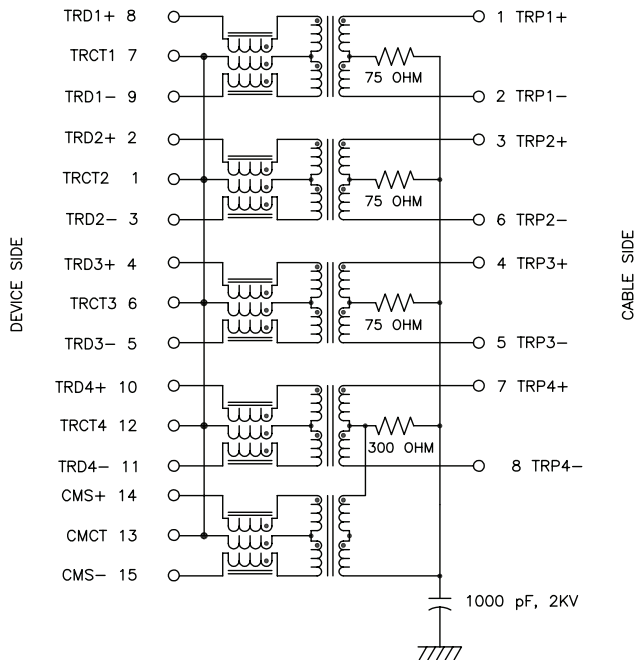 TRD1+ 8
1 TRP1+
TRCT1 7
75 OHM
TRD1- 9
2 TRP1-
TRD2+ 2
3 TRP2+
TRCT2 1
75 OHM
TRD2- 3
6 TRP2-
DEVICE SIDE
CABLE SIDE
TRD3+ 4
4 TRP3+
TRCT3 6
75 OHM
TRD3- 5
5 TRP3-
TRD4+ 10
7 TRP4+
TRCT4 12
300 OHM
TRD4- 11
8 TRP4-
CMS+ 14
CMCT 13
CMS- 15
1000 pF, 2KV